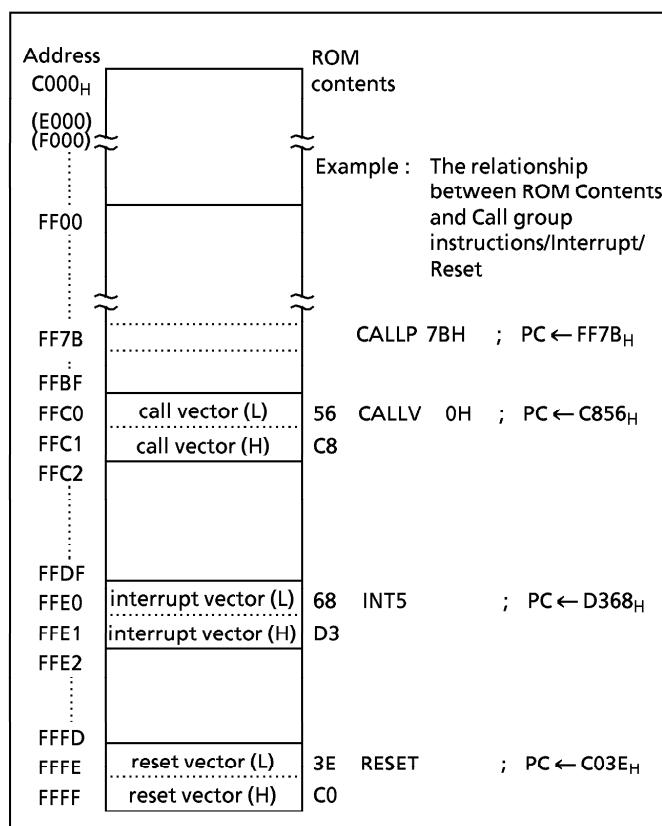 Address ROM
C000H contents
(E000)
(F000)
Example : The relationship
between ROM Contents
and Call group
FF00 instructions/Interrupt/
Reset
FF7B CALLP 7BH ; PC ← FF7BH
FFBF
FFC0 call vector (L) 56 CALLV 0H ; PC ← C856H
FFC1 call vector (H) C8
FFC2
FFDF
FFE0 interrupt vector (L) 68 INT5 ; PC ← D368H
FFE1 interrupt vector (H) D3
FFE2
FFFD
FFFE reset vector (L) 3E RESET ; PC ← C03EH
FFFF reset vector (H) C0